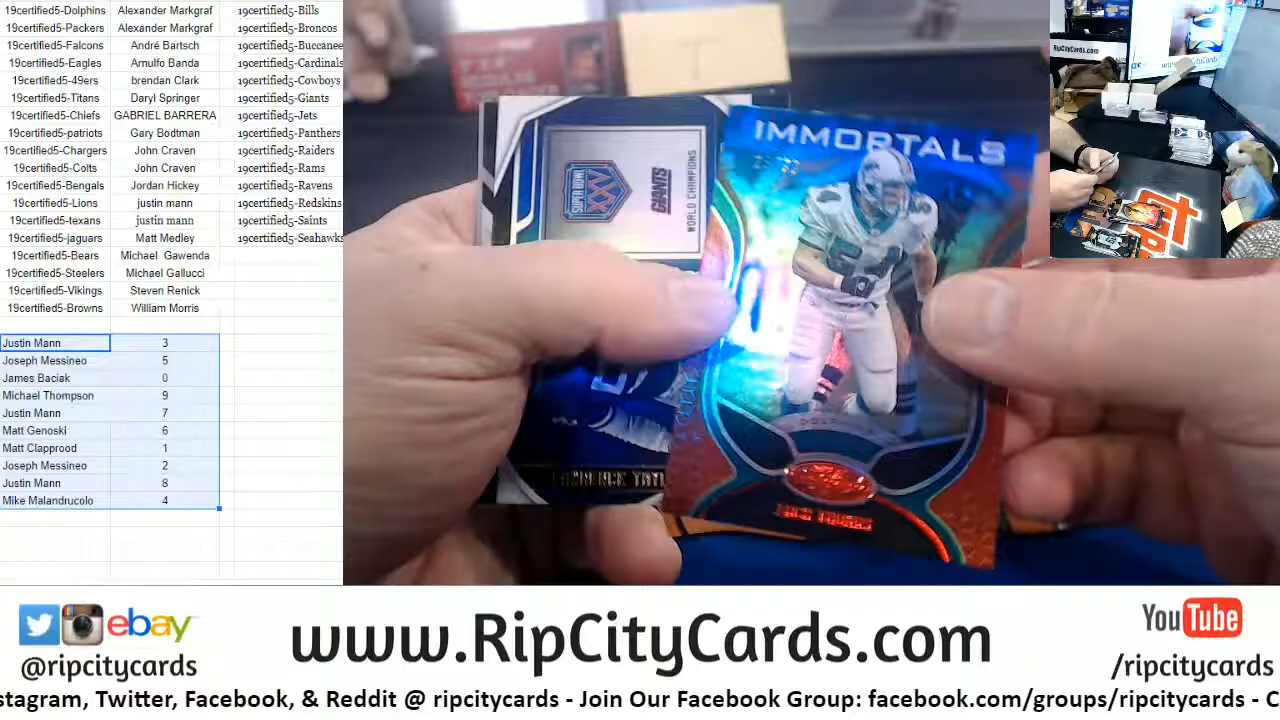 19certified5-Dolphins Alexander Markgraf 19certified5-Bills
19certified5-Packers Alexander Markgraf 19certified5-Broncos
19certified5-Falcons André Bartsch 19certified5-Buccanee
19certified5-Eagles Arnulfo Banda 19certified5-Cardinals
19certified5-49ers brendan Clark 19certified5-Cowboys
19certified5-Titans Daryl Springer 19certified5-Giants
19certified5-Chiefs GABRIEL BARRERA 19certified5-Jets
19certified5-patriots Gary Bodtman 19certified5-Panthers
19certified5-Chargers John Craven 19certified5-Raiders
19certified5-Colts John Craven 19certified5-Rams
19certified5-Bengals Jordan Hickey 19certified5-Ravens
19certified5-Lions justin mann 19certified5-Redskins
19certified5-texans justin mann 19certified5-Saints
19certified5-jaguars Matt Medley 19certified5-Seahawks
19certified5-Bears Michael Gawenda
19certified5-Steelers Michael Gallucci
19certified5-Vikings Steven Renick
19certified5-Browns William Morris
Justin Mann 3
Joseph Messineo 5
James Baciak 0
Michael Thompson 9
Justin Mann 7
Matt Genoski 6
Matt Clapprood 1
Joseph Messineo 2
Justin Mann 8
Mike Malandrucolo 4
IMMORTALS
SUPER BOWL
XXV
GIANTS
WORLD CHAMPIONS
54
RipCityCards.com
ebay
@ripcitycards
www.RipCityCards.com
YouTube
/ripcitycards
stagram, Twitter, Facebook, & Reddit @ ripcitycards - Join Our Facebook Group: facebook.com/groups/ripcitycards - C